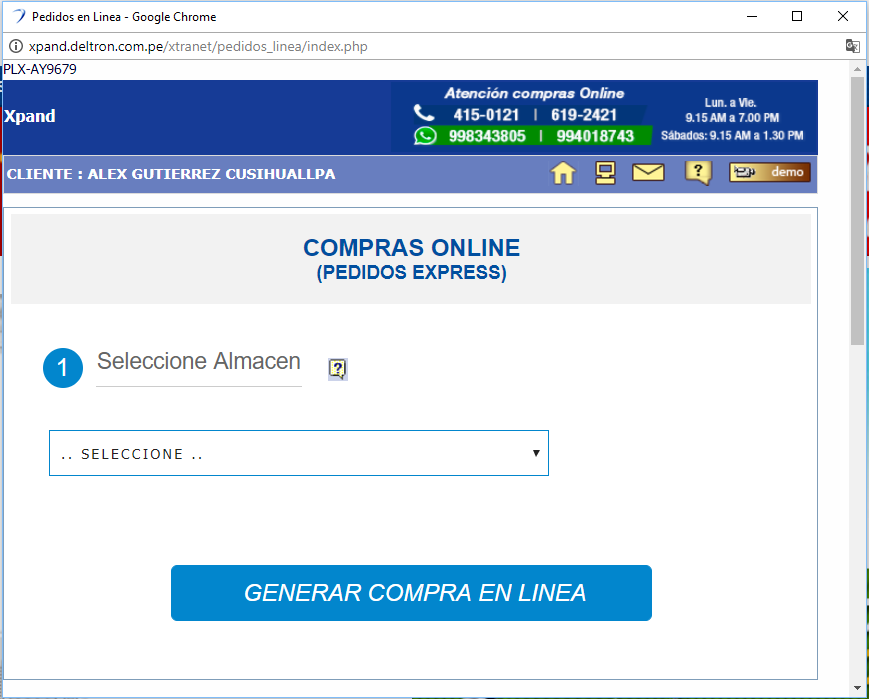 Pedidos en Linea - Google Chrome
xpand.deltron.com.pe/xtranet/pedidos_linea/index.php
PLX-AY9679
Xpand
Atención compras Online
415-0121 | 619-2421
998343805 | 994018743
Lun. a Vie.
9.15 AM a 7.00 PM
Sábados: 9.15 AM a 1.30 PM
CLIENTE : ALEX GUTIERREZ CUSIHUALLPA
? demo
COMPRAS ONLINE
(PEDIDOS EXPRESS)
1 Seleccione Almacen ?
.. SELECCIONE ..
GENERAR COMPRA EN LINEA